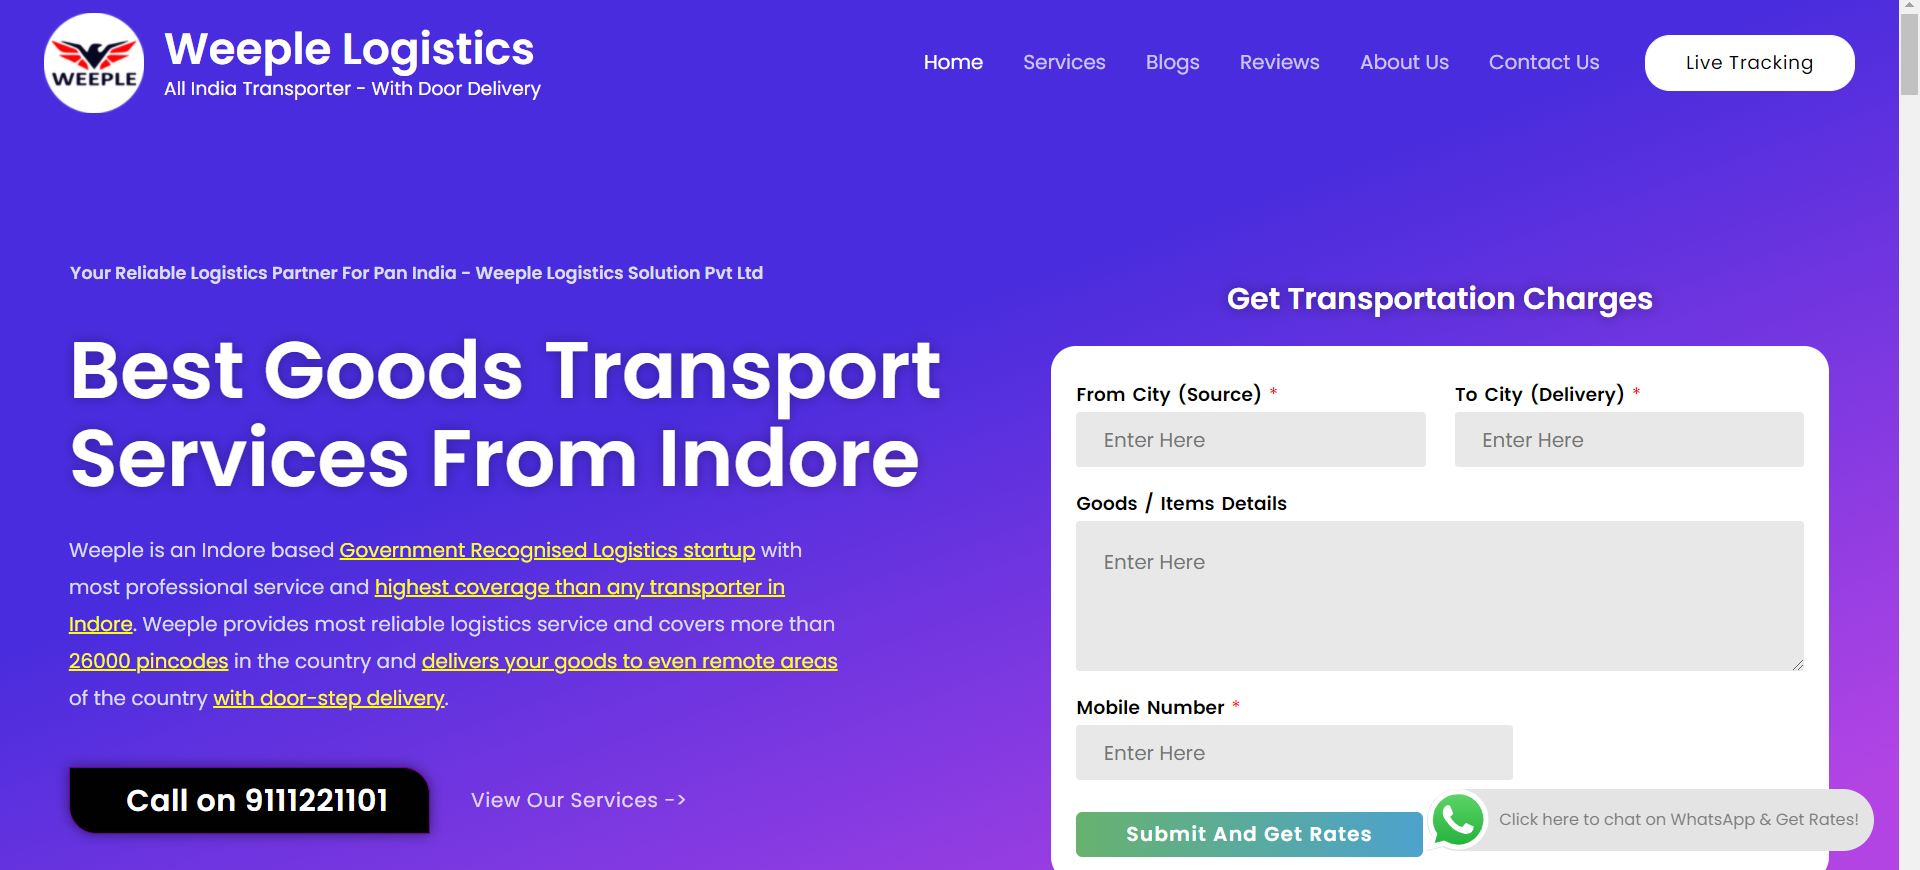 WEEPLE
Weeple Logistics
All India Transporter - With Door Delivery
Home
Services
Blogs
Reviews
About Us
Contact Us
Live Tracking
Your Reliable Logistics Partner For Pan India - Weeple Logistics Solution Pvt Ltd
Best Goods Transport
Services From Indore
Weeple is an Indore based Government Recognised Logistics startup with
most professional service and highest coverage than any transporter in
Indore. Weeple provides most reliable logistics service and covers more than
26000 pincodes in the country and delivers your goods to even remote areas
of the country with door-step delivery.
Call on 9111221101
View Our Services ->
Get Transportation Charges
From City (Source) *
To City (Delivery) *
Enter Here
Enter Here
Goods / Items Details
Enter Here
Mobile Number *
Enter Here
Submit And Get Rates
Click here to chat on WhatsApp & Get Rates!